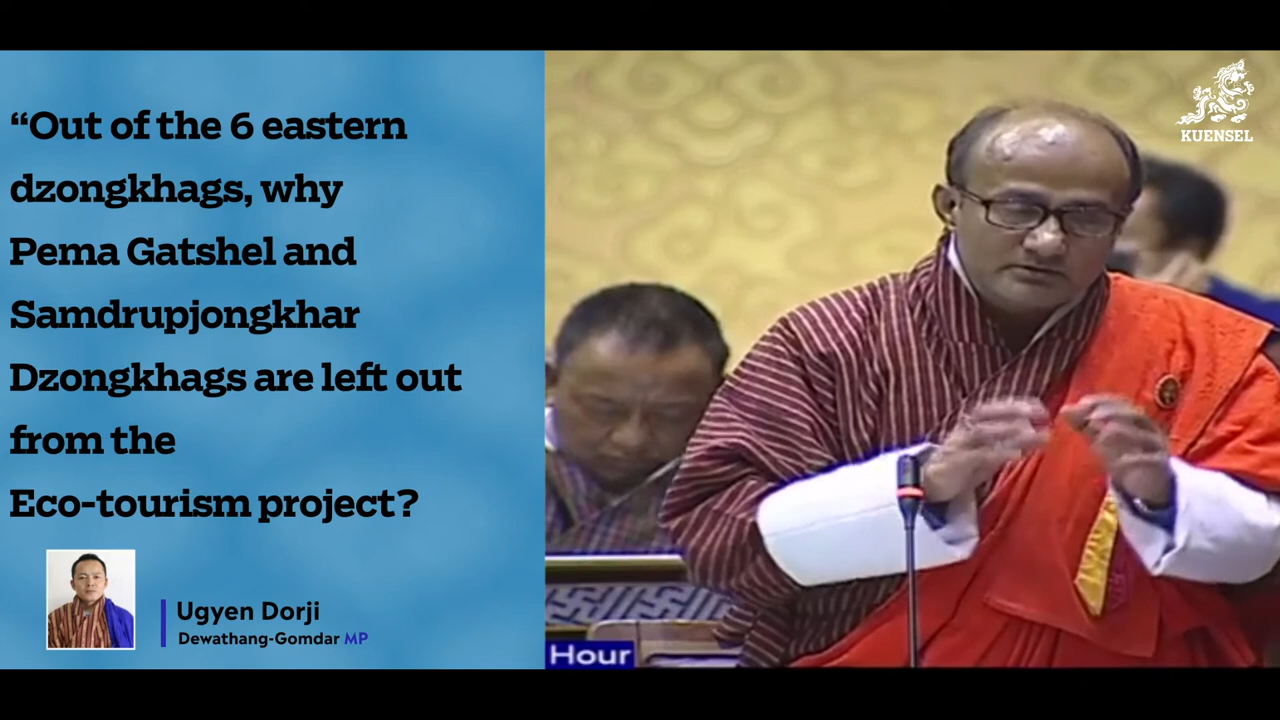 “Out of the 6 eastern
dzongkhags, why
Pema Gatshel and
Samdrupjongkhar
Dzongkhags are left out
from the
Eco-tourism project?
Ugyen Dorji
Dewathang-Gomdar MP
KUENSEL
Hour